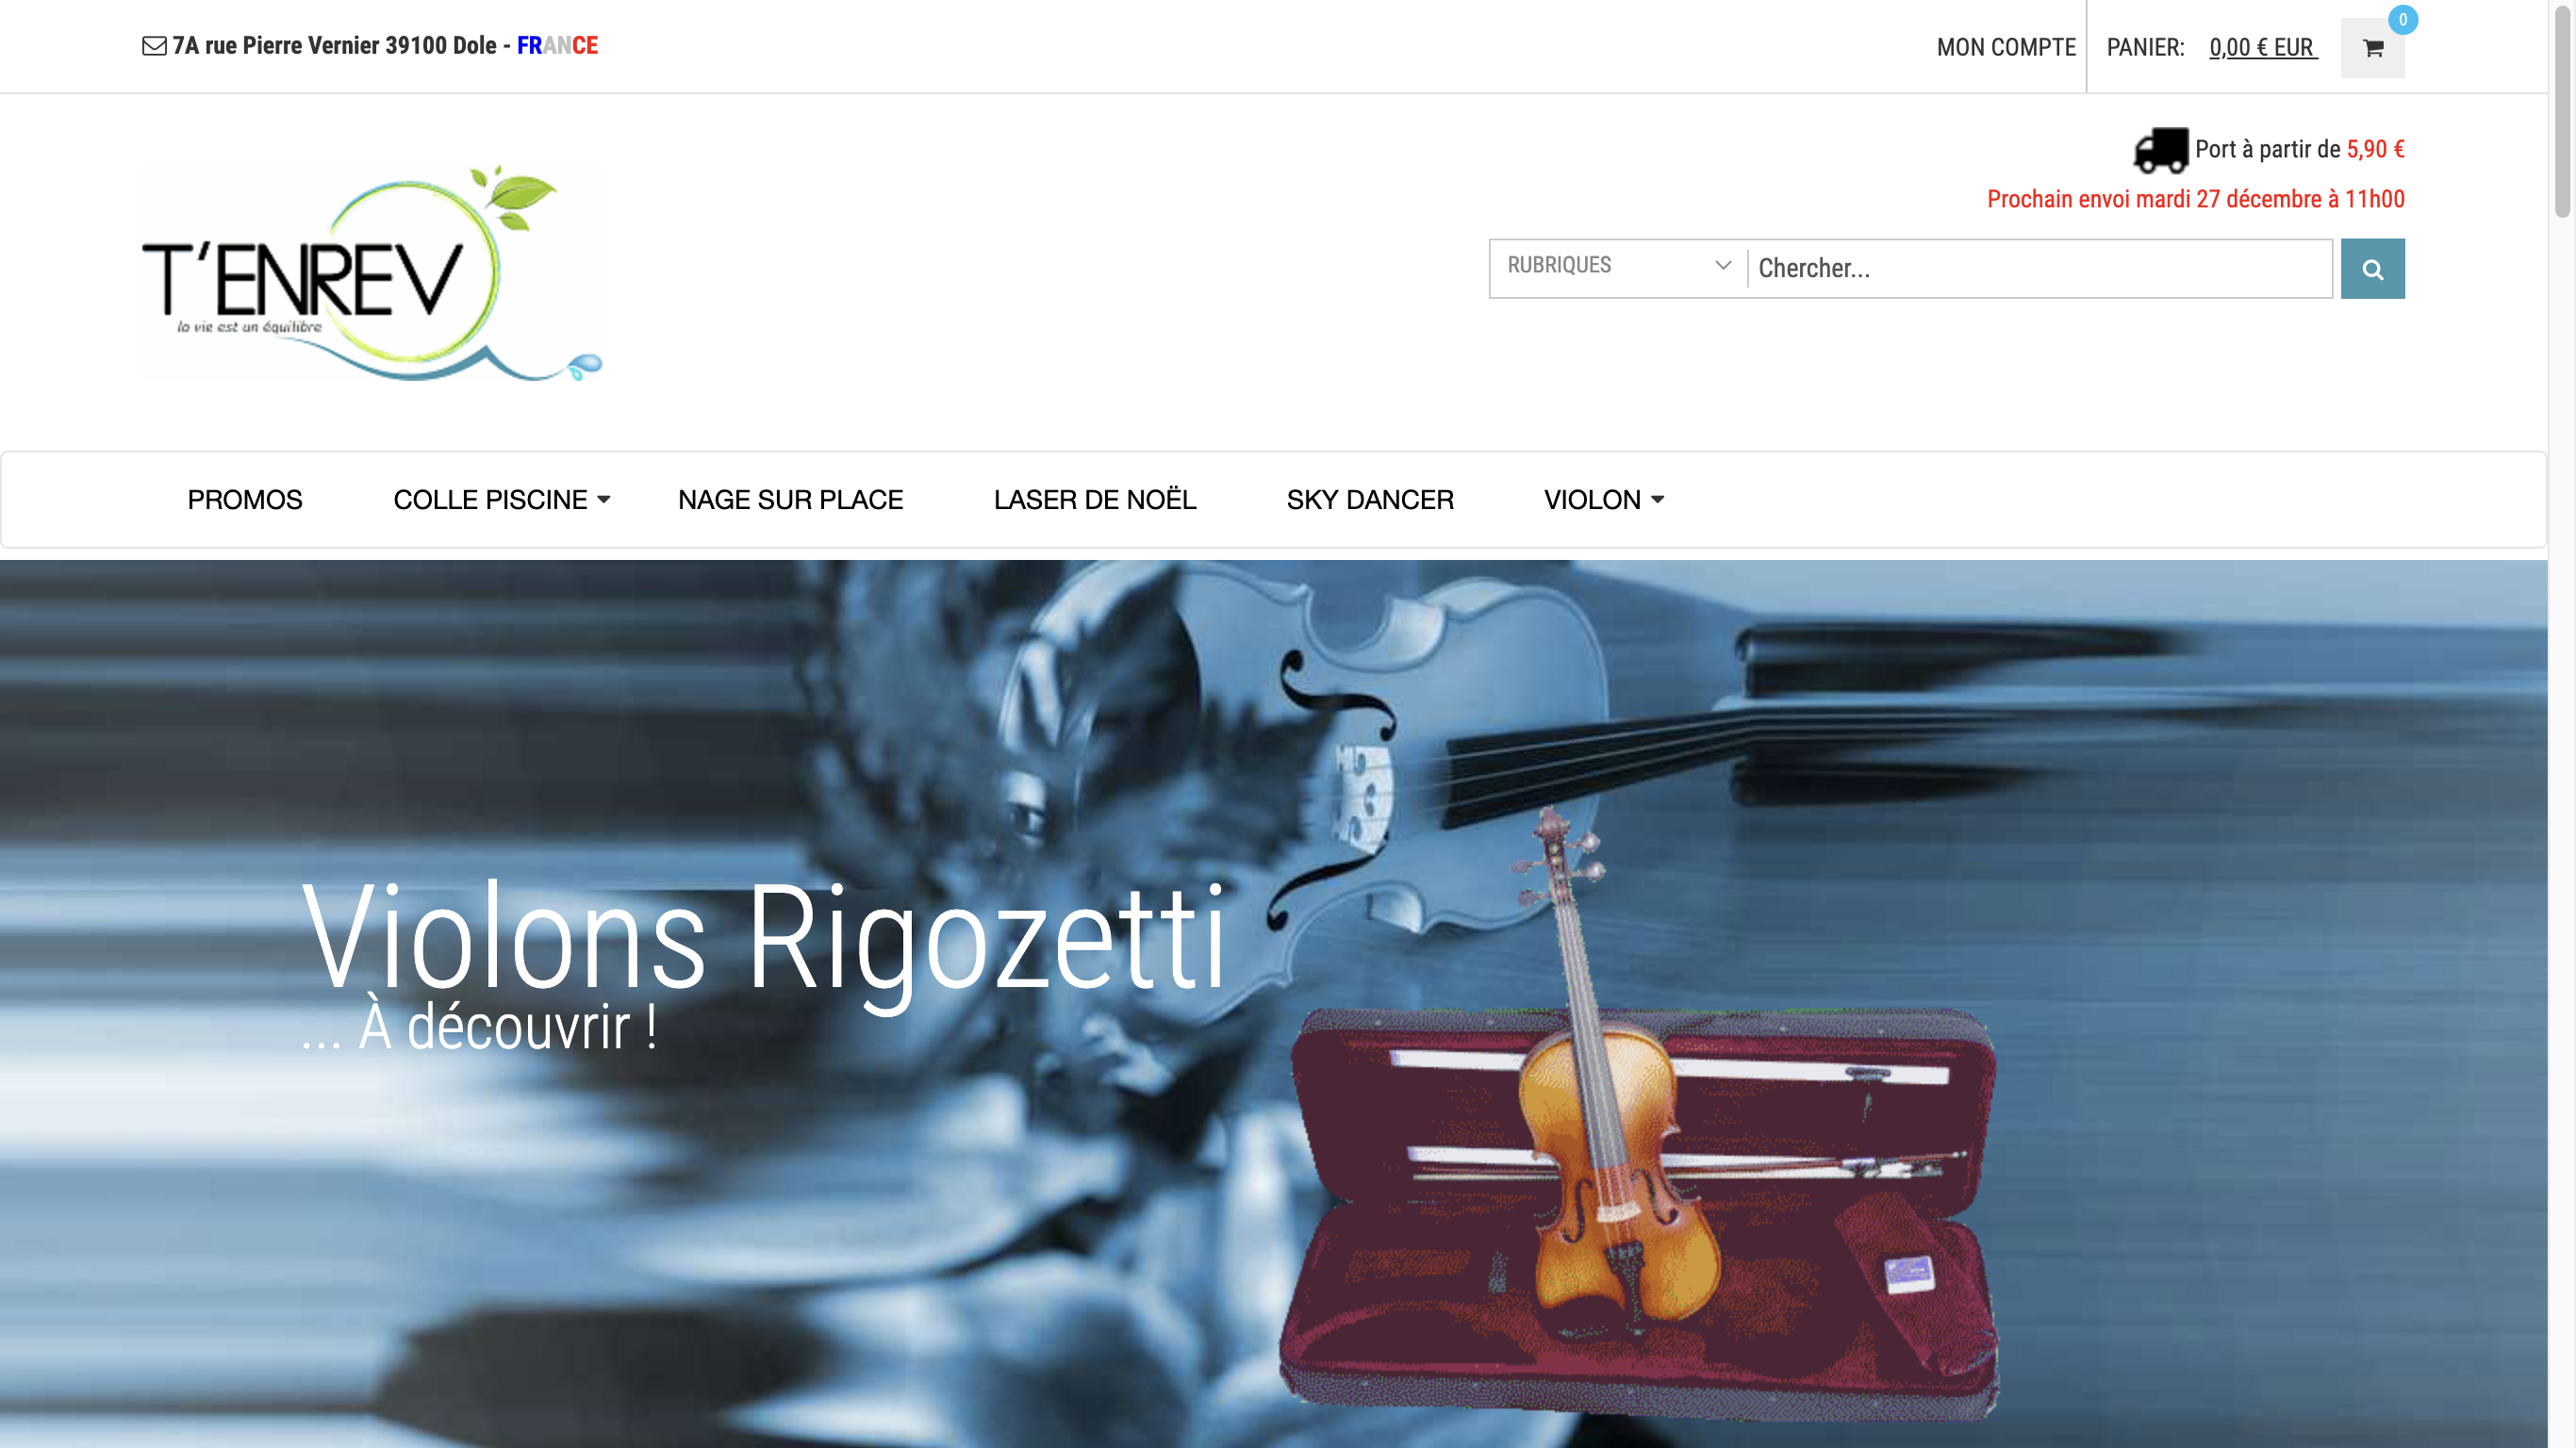 7A rue Pierre Vernier 39100 Dole - FRANCE
MON COMPTE
PANIER: 0,00 € EUR
0
Port à partir de 5,90 €
Prochain envoi mardi 27 décembre à 11h00
T'ENREV
la vie est un équilibre
RUBRIQUES
Chercher...
PROMOS
COLLE PISCINE
NAGE SUR PLACE
LASER DE NOËL
SKY DANCER
VIOLON
Violons Rigozetti
... À découvrir !